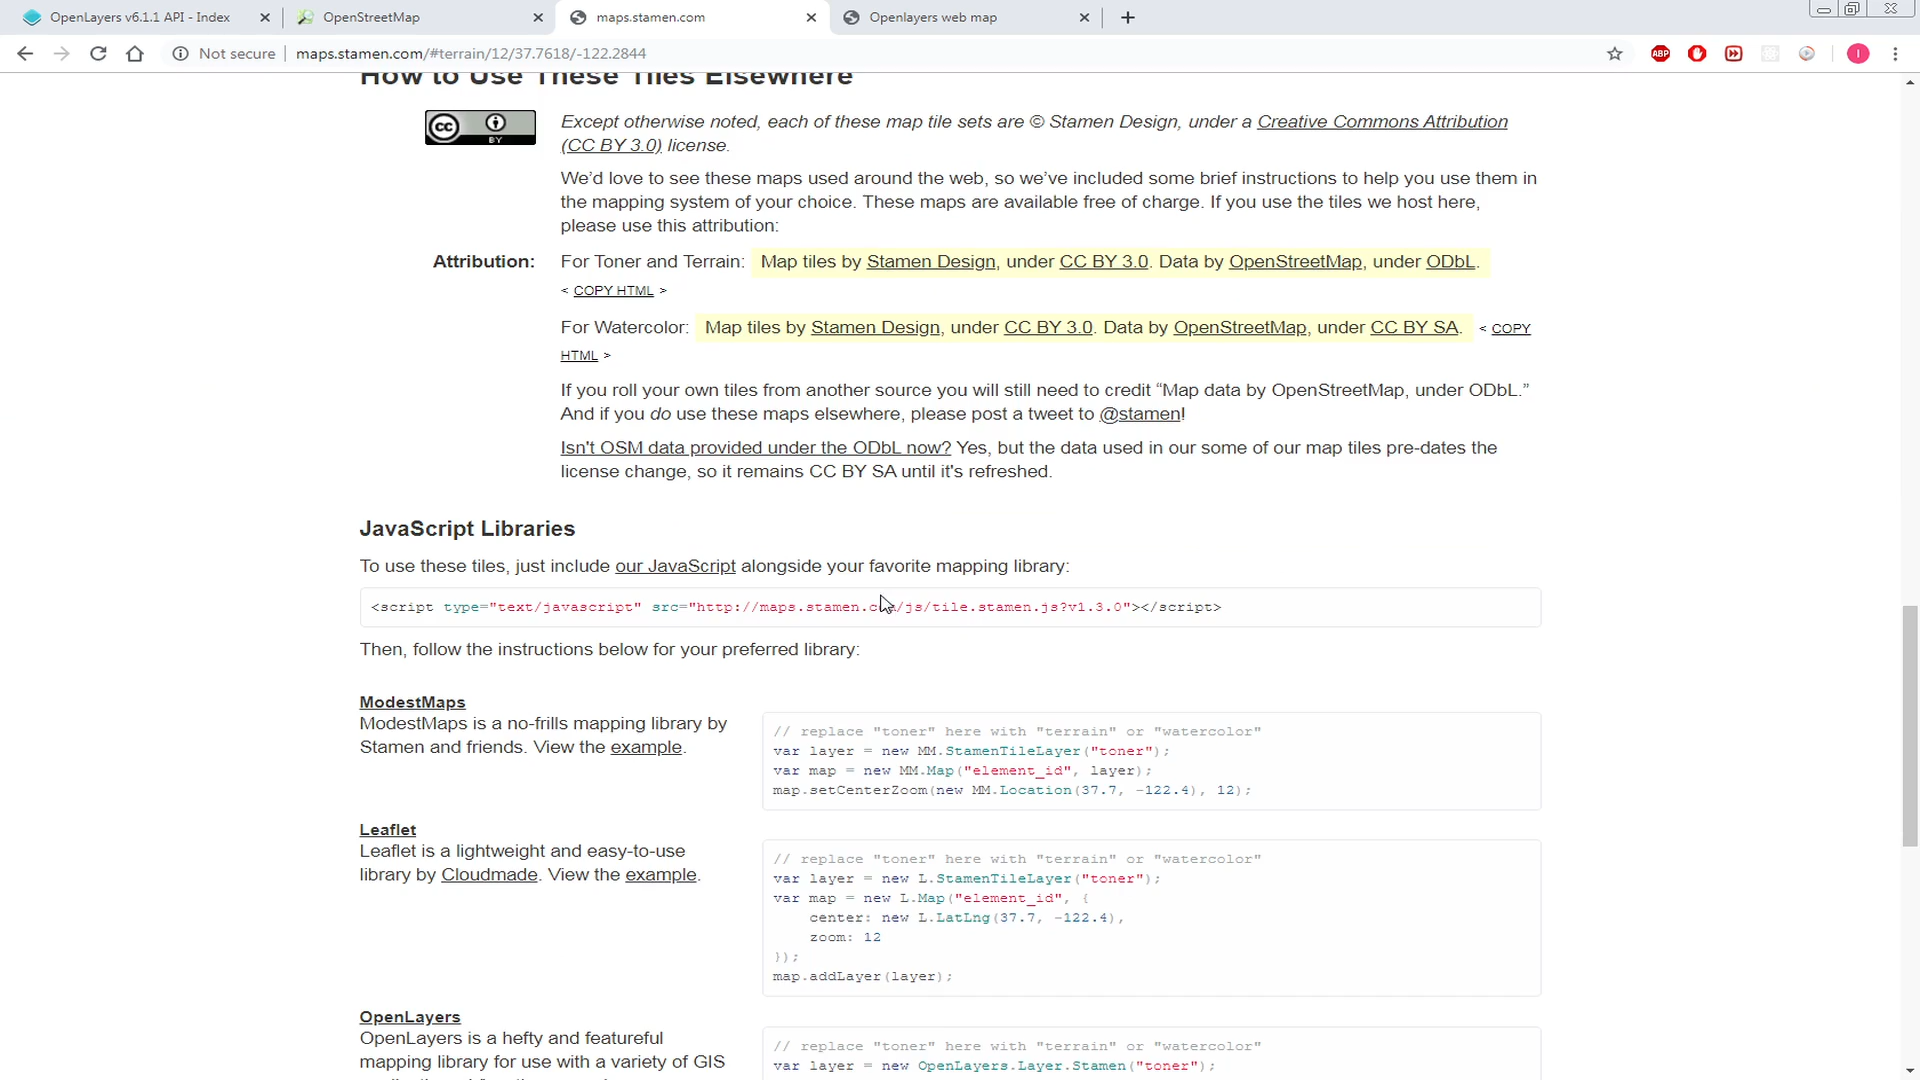 OpenLayers v6.1.1 API - Index
OpenStreetMap
maps.stamen.com
Openlayers web map
Not secure
maps.stamen.com/#terrain/12/37.7618/-122.2844
ABP
I
How to Use These Tiles Elsewhere
cc BY
Except otherwise noted, each of these map tile sets are © Stamen Design, under a Creative Commons Attribution
(CC BY 3.0) license.
We'd love to see these maps used around the web, so we've included some brief instructions to help you use them in
the mapping system of your choice. These maps are available free of charge. If you use the tiles we host here,
please use this attribution:
Attribution: For Toner and Terrain: Map tiles by Stamen Design, under CC BY 3.0. Data by OpenStreetMap, under ODbL.
< COPY HTML >
For Watercolor: Map tiles by Stamen Design, under CC BY 3.0. Data by OpenStreetMap, under CC BY SA. < COPY
HTML >
If you roll your own tiles from another source you will still need to credit “Map data by OpenStreetMap, under ODbL.”
And if you do use these maps elsewhere, please post a tweet to @stamen!
Isn't OSM data provided under the ODbL now? Yes, but the data used in our some of our map tiles pre-dates the
license change, so it remains CC BY SA until it's refreshed.
JavaScript Libraries
To use these tiles, just include our JavaScript alongside your favorite mapping library:
<script type="text/javascript" src="http://maps.stamen.com/js/tile.stamen.js?v1.3.0"></script>
Then, follow the instructions below for your preferred library:
ModestMaps
ModestMaps is a no-frills mapping library by
Stamen and friends. View the example.
// replace "toner" here with "terrain" or "watercolor"
var layer = new MM.StamenTileLayer("toner");
var map = new MM.Map("element_id", layer);
map.setCenterZoom(new MM.Location(37.7, -122.4), 12);
Leaflet
Leaflet is a lightweight and easy-to-use
library by Cloudmade. View the example.
// replace "toner" here with "terrain" or "watercolor"
var layer = new L.StamenTileLayer("toner");
var map = new L.Map("element_id", {
center: new L.LatLng(37.7, -122.4),
zoom: 12
});
map.addLayer(layer);
OpenLayers
OpenLayers is a hefty and featureful
mapping library for use with a variety of GIS
// replace "toner" here with "terrain" or "watercolor"
var layer = new OpenLayers.Layer.Stamen("toner");